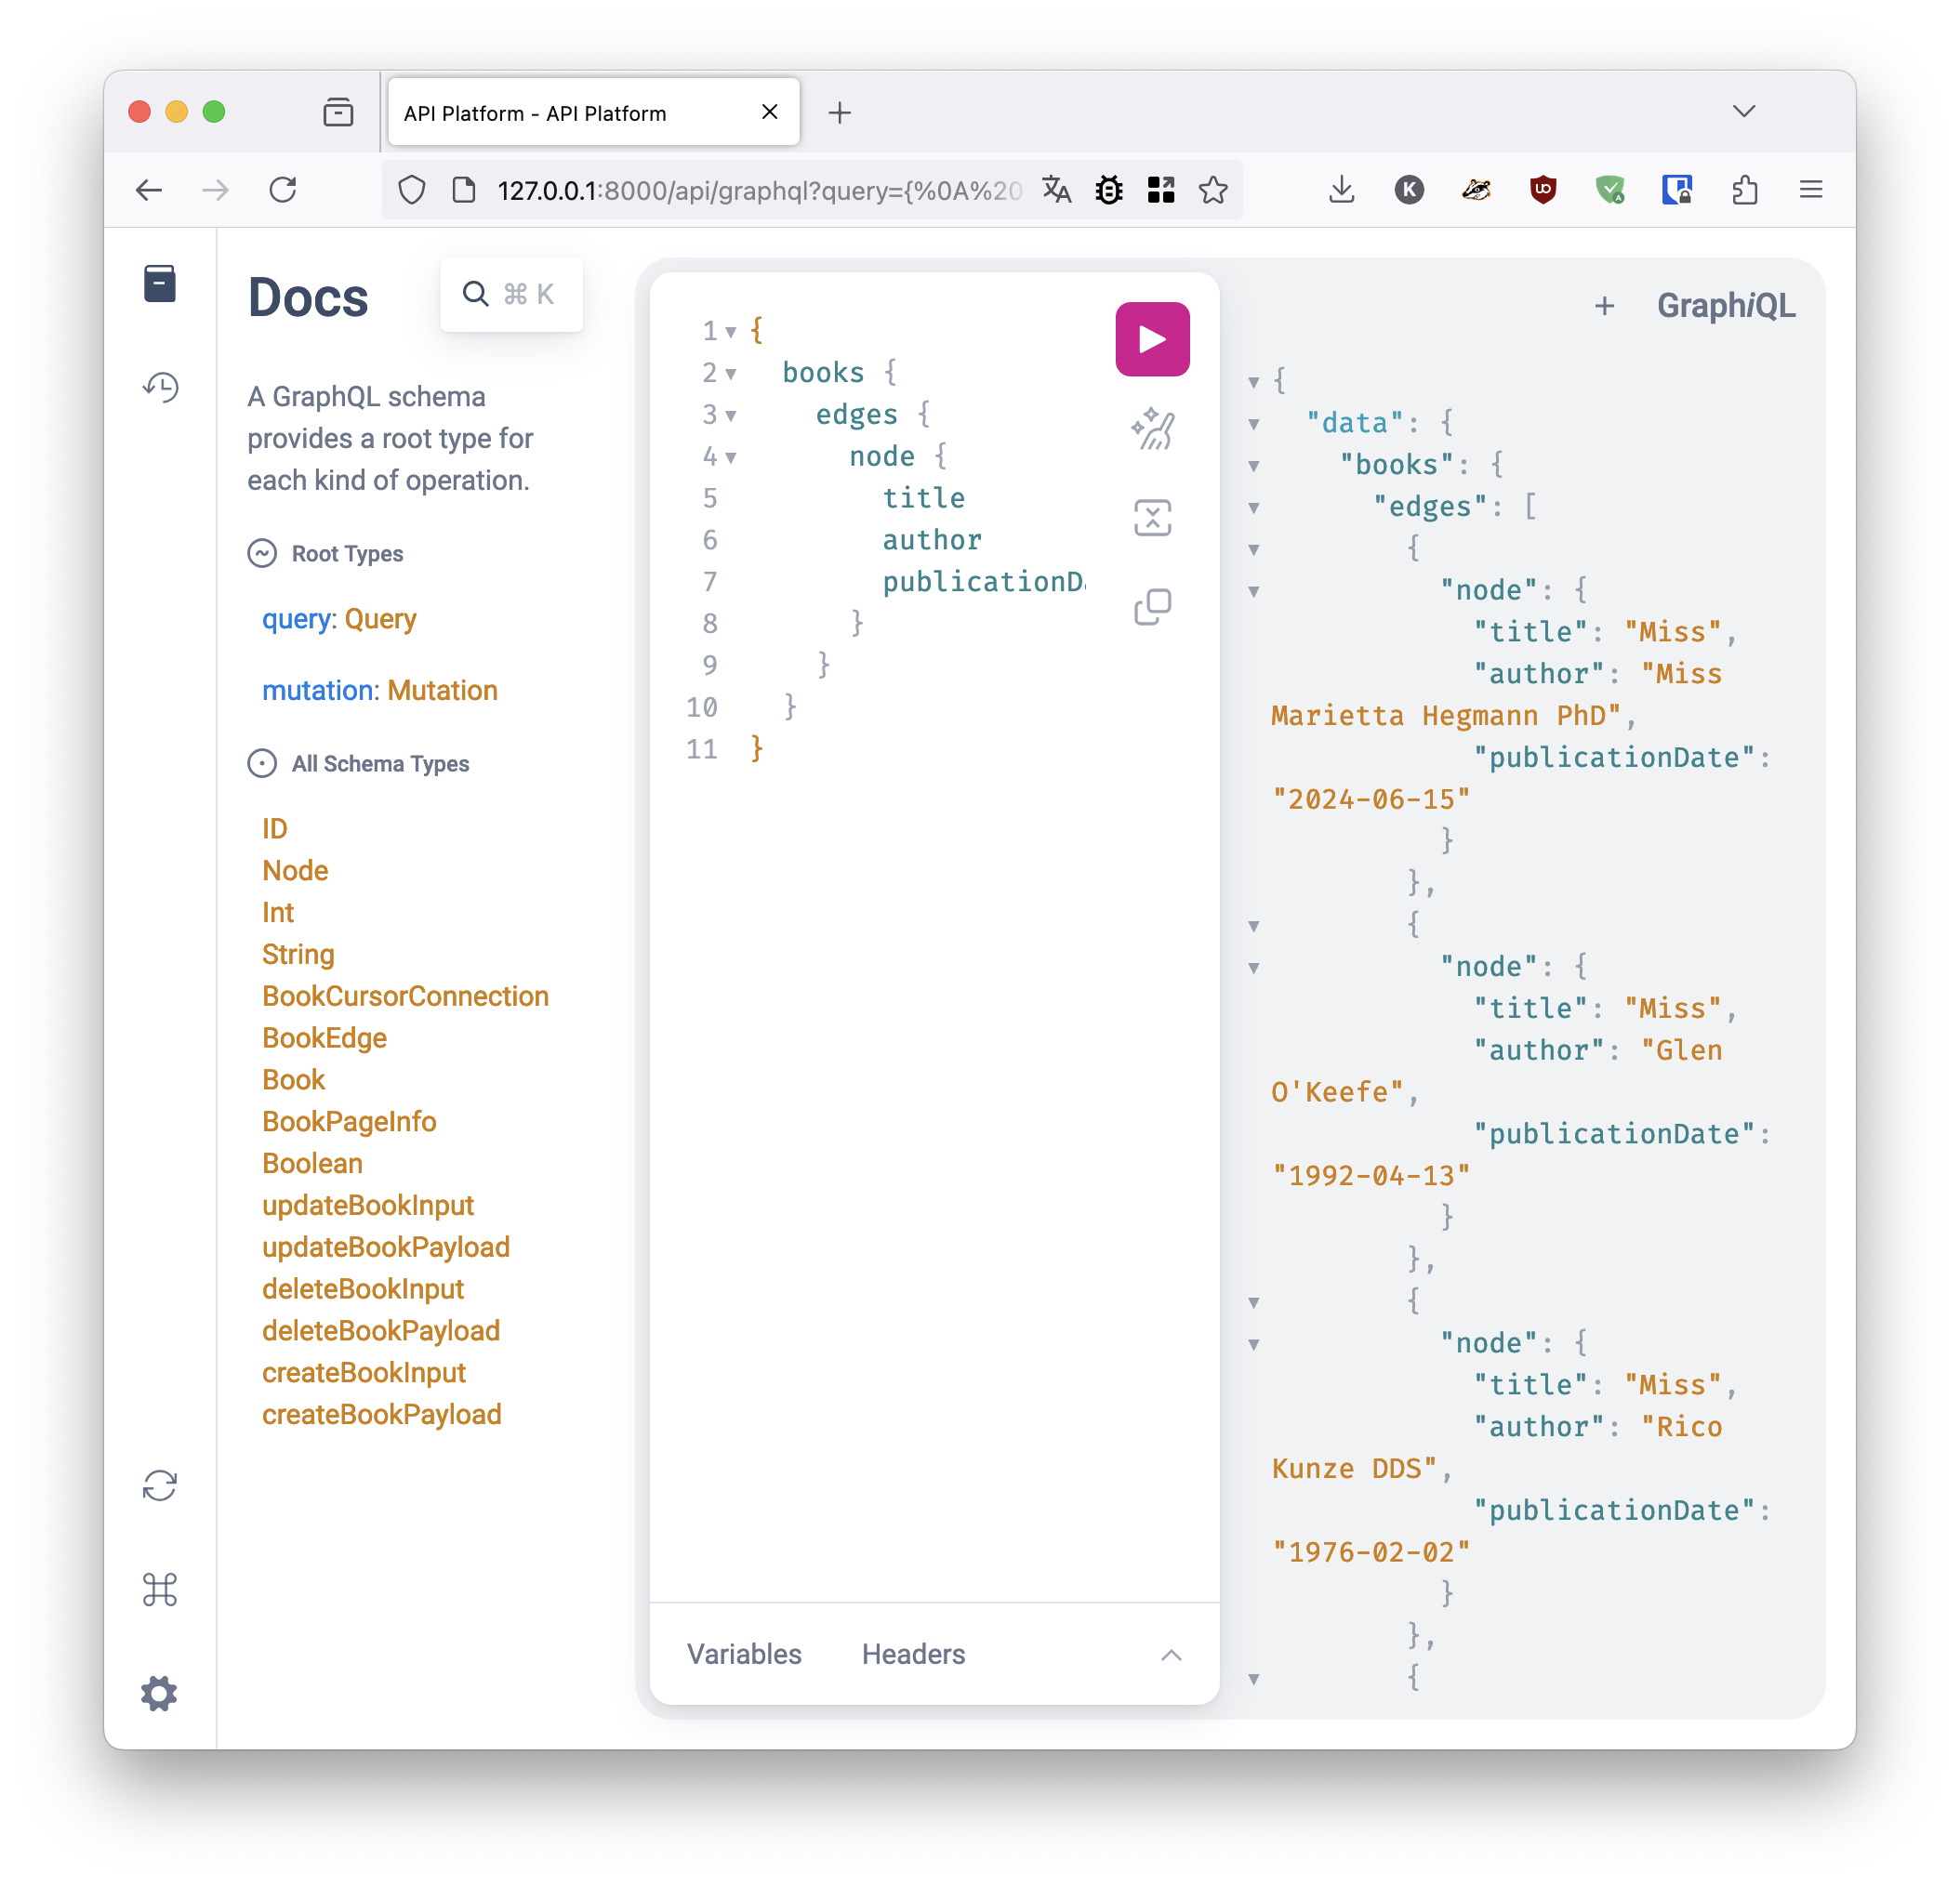 API Platform - API Platform
127.0.0.1:8000/api/graphql?query={%0A%20
Docs
⌘ K
A GraphQL schema
provides a root type for
each kind of operation.
Root Types
query: Query
mutation: Mutation
All Schema Types
ID
Node
Int
String
BookCursorConnection
BookEdge
Book
BookPageInfo
Boolean
updateBookInput
updateBookPayload
deleteBookInput
deleteBookPayload
createBookInput
createBookPayload
1 {
2 books {
3 edges {
4 node {
5 title
6 author
7 publicationDa
8 }
9 }
10 }
11 }
Variables Headers
+ GraphiQL
{
"data": {
"books": {
"edges": [
{
"node": {
"title": "Miss",
"author": "Miss
Marietta Hegmann PhD",
"publicationDate":
"2024-06-15"
}
},
{
"node": {
"title": "Miss",
"author": "Glen
O'Keefe",
"publicationDate":
"1992-04-13"
}
},
{
"node": {
"title": "Miss",
"author": "Rico
Kunze DDS",
"publicationDate":
"1976-02-02"
}
},
{